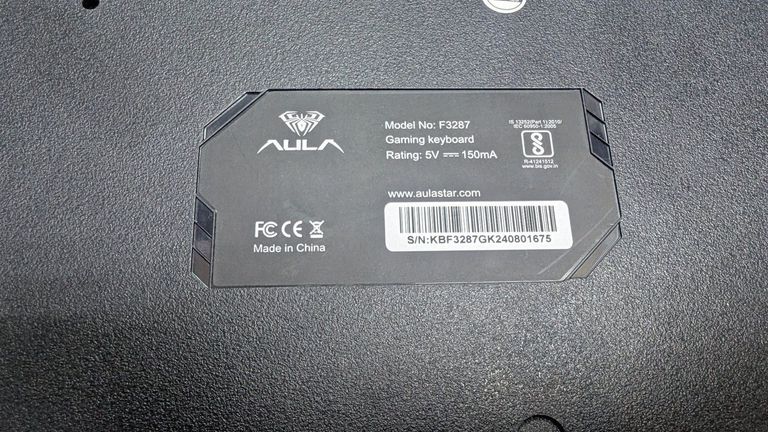 AULA
Model No: F3287
Gaming keyboard
Rating: 5V ⎓ 150mA
IS 13252(Part 1):2010/
IEC 60950-1:2005
R-41241512
www.bis.gov.in
www.aulastar.com
FC CE
Made in China
S/N:KBF3287GK240801675